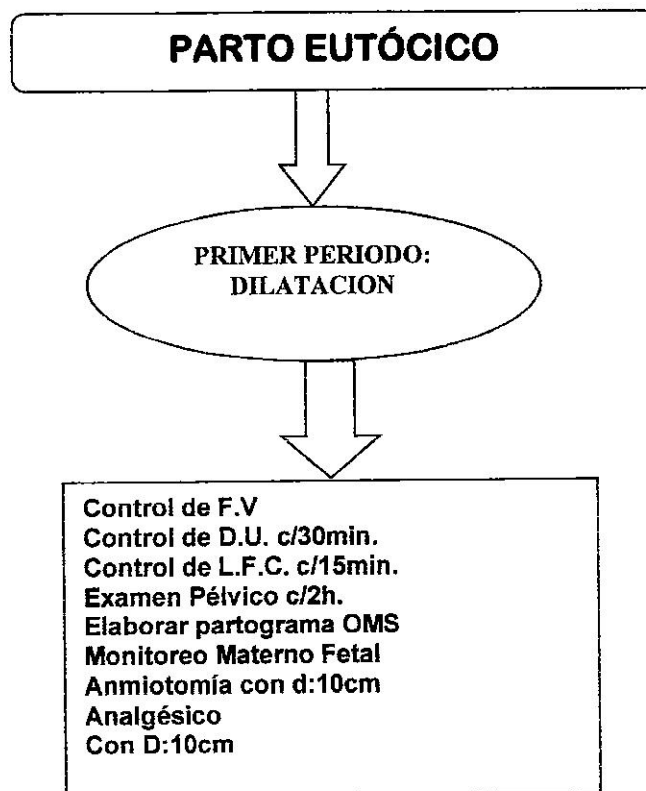 PARTO EUTÓCICO
PRIMER PERIODO:
DILATACION
Control de F.V
Control de D.U. c/30min.
Control de L.F.C. c/15min.
Examen Pélvico c/2h.
Elaborar partograma OMS
Monitoreo Materno Fetal
Anmiotomía con d:10cm
Analgésico
Con D:10cm